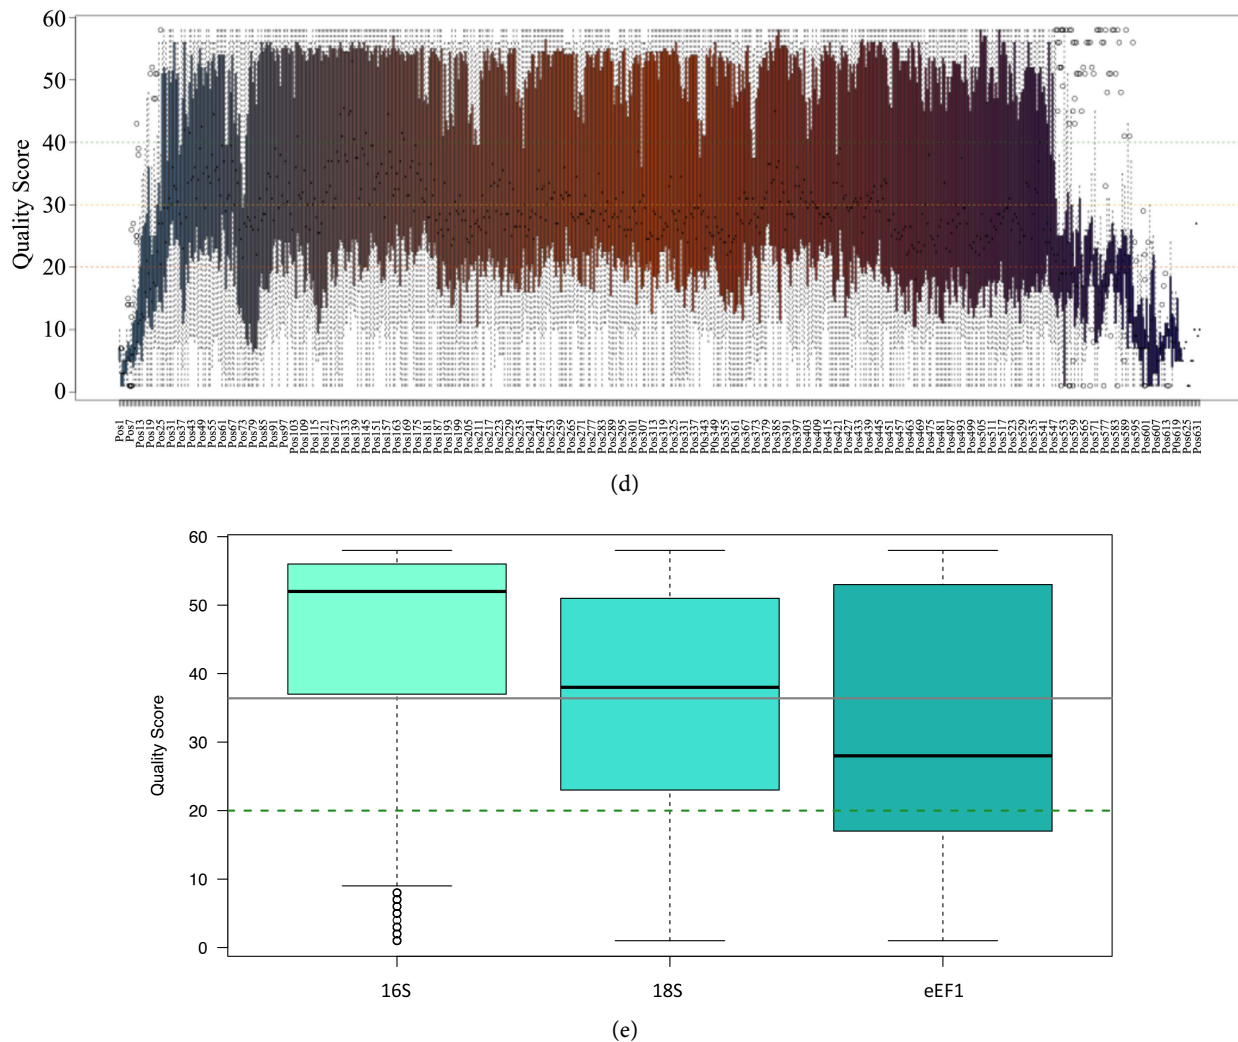 60
50
40
30
20
10
0
Quality Score
Pos1 Pos7 Pos13 Pos19 Pos25 Pos31 Pos37 Pos43 Pos49 Pos55 Pos61 Pos67 Pos73 Pos79 Pos85 Pos91 Pos97 Pos103 Pos109 Pos115 Pos121 Pos127 Pos133 Pos139 Pos145 Pos151 Pos157 Pos163 Pos169 Pos175 Pos181 Pos187 Pos193 Pos199 Pos205 Pos211 Pos217 Pos223 Pos229 Pos235 Pos241 Pos247 Pos253 Pos259 Pos265 Pos271 Pos277 Pos283 Pos289 Pos295 Pos301 Pos307 Pos313 Pos319 Pos325 Pos331 Pos337 P0s343 P0s349 Pos355 P0s361 Pos367 Pos373 Pos379 Pos385 Pos391 Pos397 Pos403 Pos409 Pos415 Pos421 Pos427 Pos433 Pos439 Pos445 Pos451 Pos457 Pos463 Pos469 Pos475 Pos481 Pos487 Pos493 Pos499 Pos505 Pos511 Pos517 Pos523 Pos529 Pos535 Pos541 Pos547 Pos553 Pos559 Pos565 Pos571 Pos577 Pos583 Pos589 Pos595 Pos601 Pos607 Pos613 P0s619 Pos625 Pos631
(d)
60
50
40
30
20
10
0
Quality Score
16S 18S eEF1
(e)